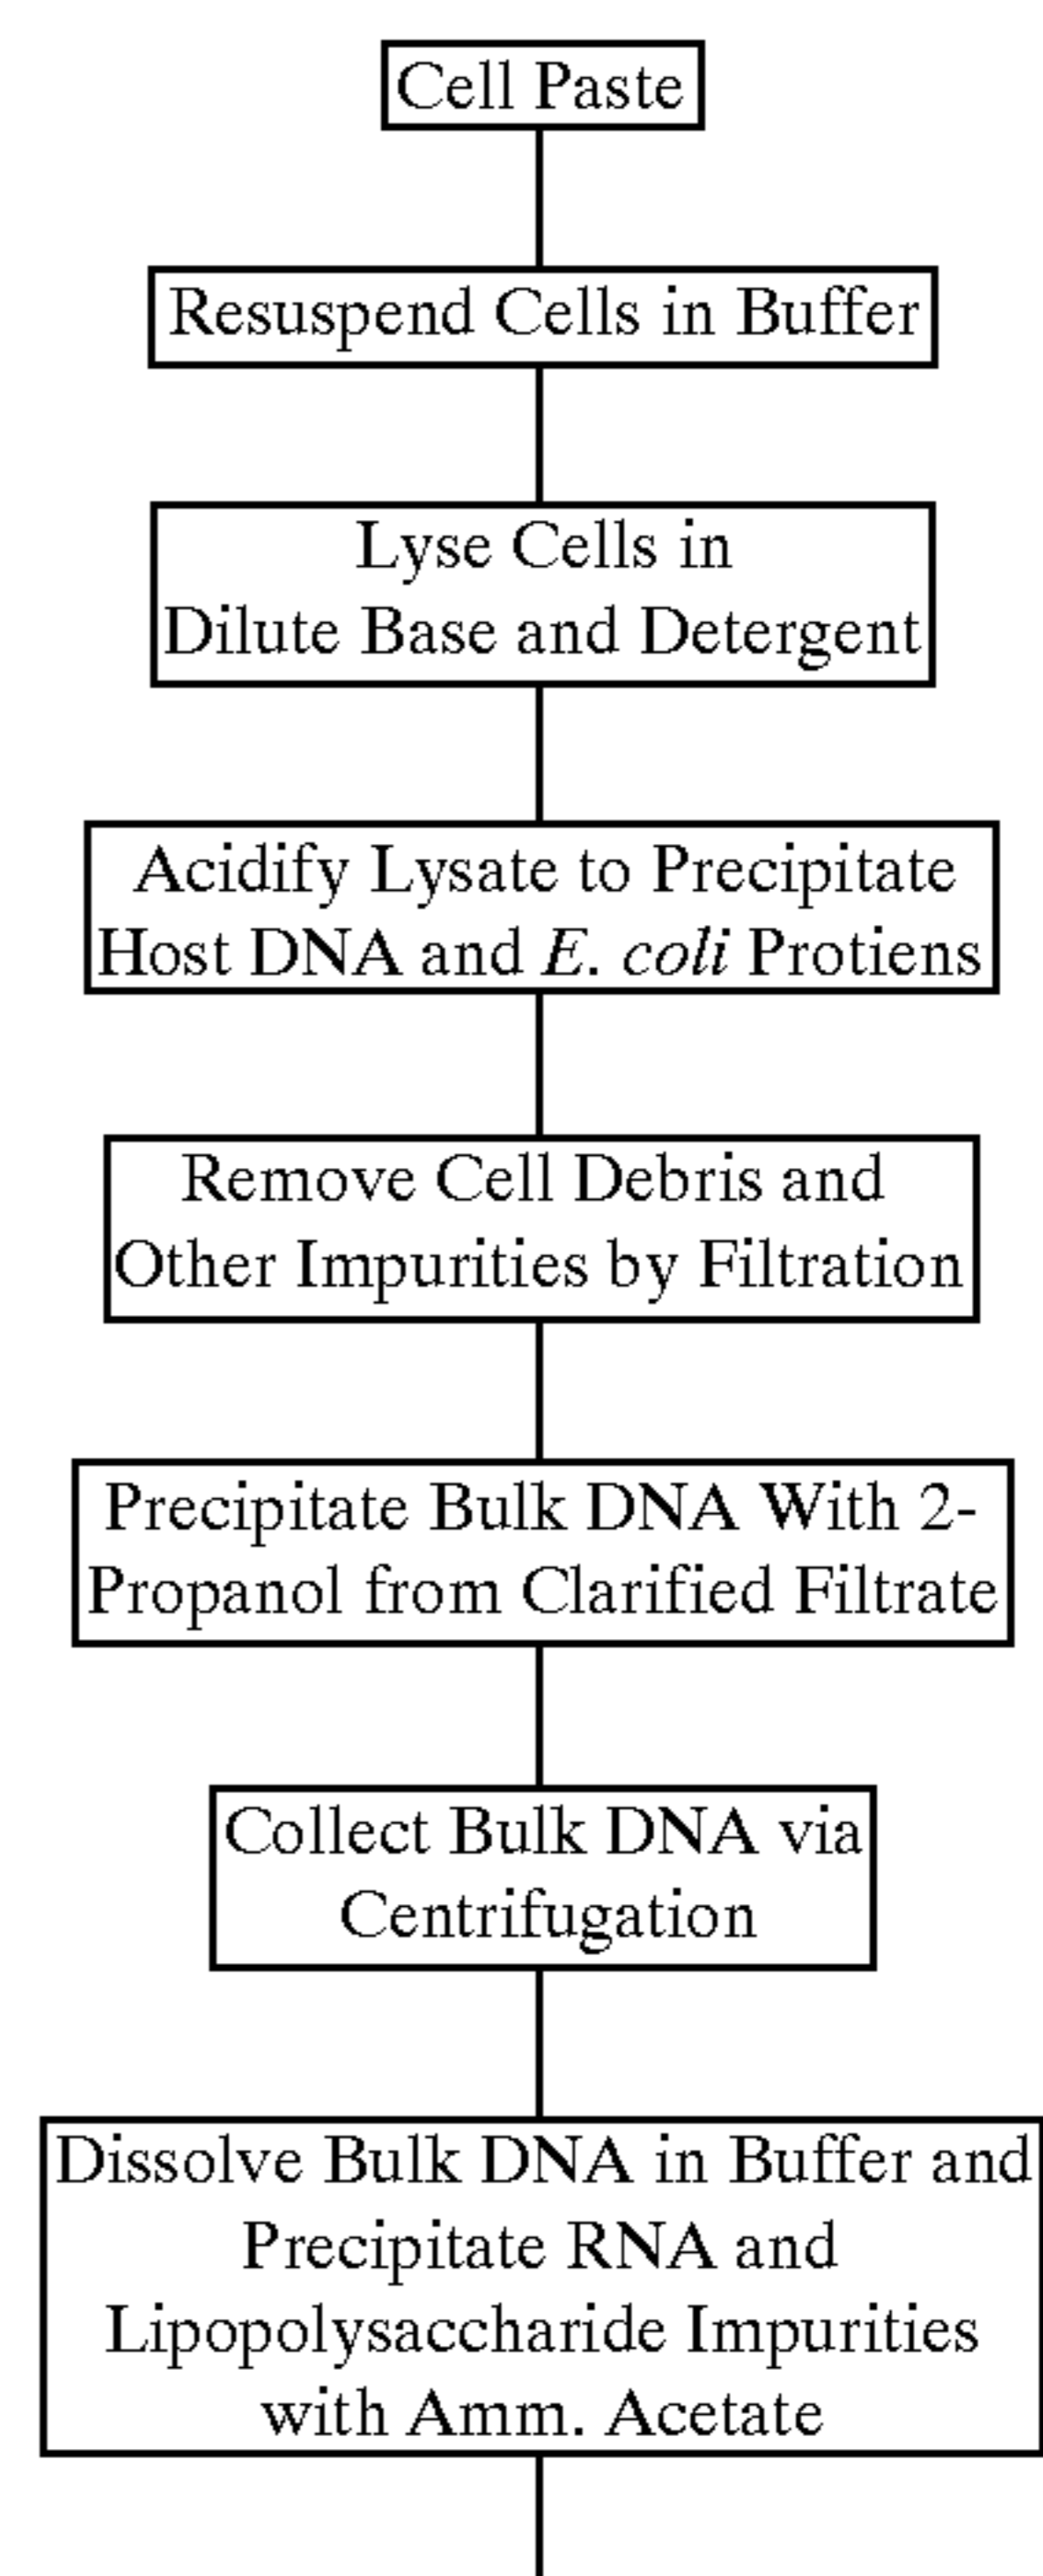 Cell Paste
Resuspend Cells in Buffer
Lyse Cells in
Dilute Base and Detergent
Acidify Lysate to Precipitate
Host DNA and E. coli Protiens
Remove Cell Debris and
Other Impurities by Filtration
Precipitate Bulk DNA With 2-
Propanol from Clarified Filtrate
Collect Bulk DNA via
Centrifugation
Dissolve Bulk DNA in Buffer and
Precipitate RNA and
Lipopolysaccharide Impurities
with Amm. Acetate